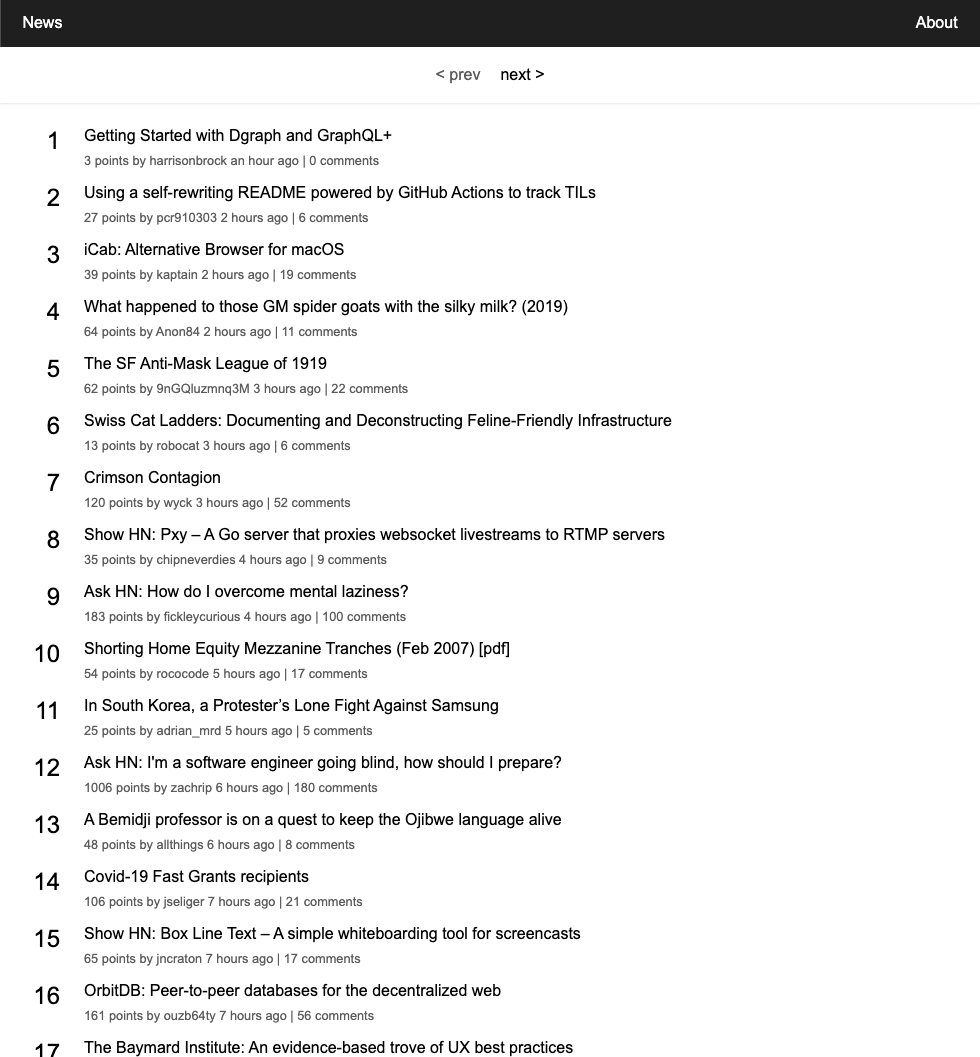 News About
< prev next >
1 Getting Started with Dgraph and GraphQL+
3 points by harrisonbrock an hour ago | 0 comments
2 Using a self-rewriting README powered by GitHub Actions to track TILs
27 points by pcr910303 2 hours ago | 6 comments
3 iCab: Alternative Browser for macOS
39 points by kaptain 2 hours ago | 19 comments
4 What happened to those GM spider goats with the silky milk? (2019)
64 points by Anon84 2 hours ago | 11 comments
5 The SF Anti-Mask League of 1919
62 points by 9nGQluzmnq3M 3 hours ago | 22 comments
6 Swiss Cat Ladders: Documenting and Deconstructing Feline-Friendly Infrastructure
13 points by robocat 3 hours ago | 6 comments
7 Crimson Contagion
120 points by wyck 3 hours ago | 52 comments
8 Show HN: Pxy – A Go server that proxies websocket livestreams to RTMP servers
35 points by chipneverdies 4 hours ago | 9 comments
9 Ask HN: How do I overcome mental laziness?
183 points by fickleycurious 4 hours ago | 100 comments
10 Shorting Home Equity Mezzanine Tranches (Feb 2007) [pdf]
54 points by rococode 5 hours ago | 17 comments
11 In South Korea, a Protester’s Lone Fight Against Samsung
25 points by adrian_mrd 5 hours ago | 5 comments
12 Ask HN: I'm a software engineer going blind, how should I prepare?
1006 points by zachrip 6 hours ago | 180 comments
13 A Bemidji professor is on a quest to keep the Ojibwe language alive
48 points by allthings 6 hours ago | 8 comments
14 Covid-19 Fast Grants recipients
106 points by jseliger 7 hours ago | 21 comments
15 Show HN: Box Line Text – A simple whiteboarding tool for screencasts
65 points by jncraton 7 hours ago | 17 comments
16 OrbitDB: Peer-to-peer databases for the decentralized web
161 points by ouzb64ty 7 hours ago | 56 comments
17 The Baymard Institute: An evidence-based trove of UX best practices